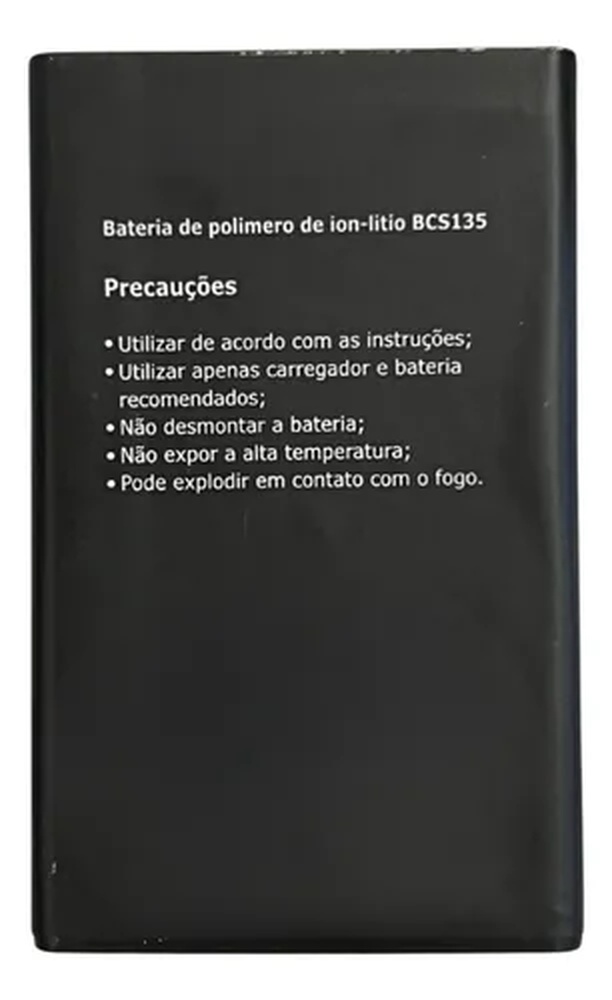 Bateria de polimero de ion-litio BCS135
Precauções
• Utilizar de acordo com as instruções;
• Utilizar apenas carregador e bateria
recomendados;
• Não desmontar a bateria;
• Não expor a alta temperatura;
• Pode explodir em contato com o fogo.